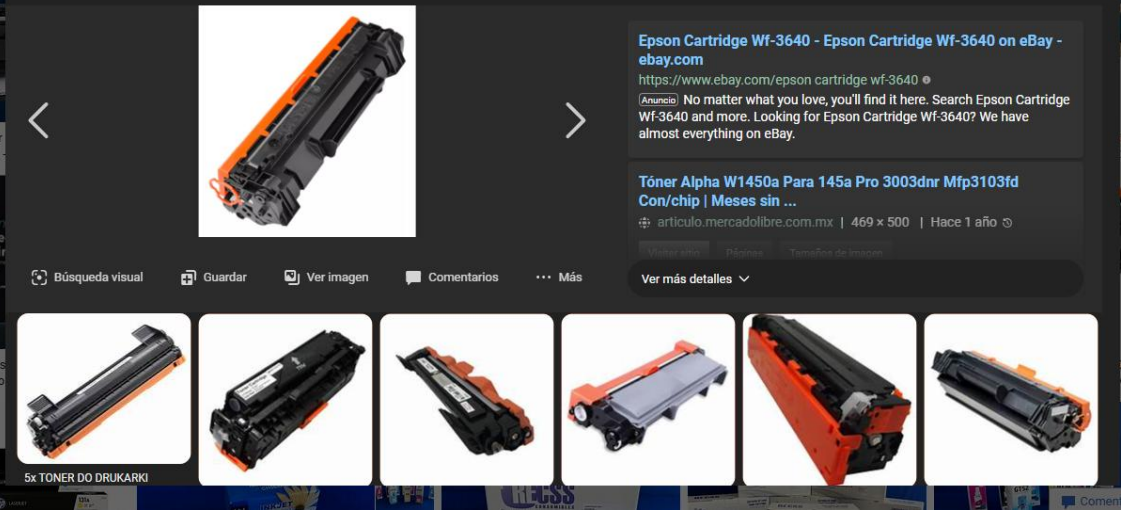 Epson Cartridge Wf-3640 - Epson Cartridge Wf-3640 on eBay -
ebay.com
https://www.ebay.com/epson cartridge wf-3640
Anuncio No matter what you love, you'll find it here. Search Epson Cartridge
Wf-3640 and more. Looking for Epson Cartridge Wf-3640? We have
almost everything on eBay.
Tóner Alpha W1450a Para 145a Pro 3003dnr Mfp3103fd
Con/chip | Meses sin ...
articulo.mercadolibre.com.mx | 469 × 500 | Hace 1 año
Visitar sitio Páginas Tamaños de imagen
Búsqueda visual Guardar Ver imagen Comentarios ··· Más
Ver más detalles
5x TONER DO DRUKARKI
INKJET
RECSS
Coment